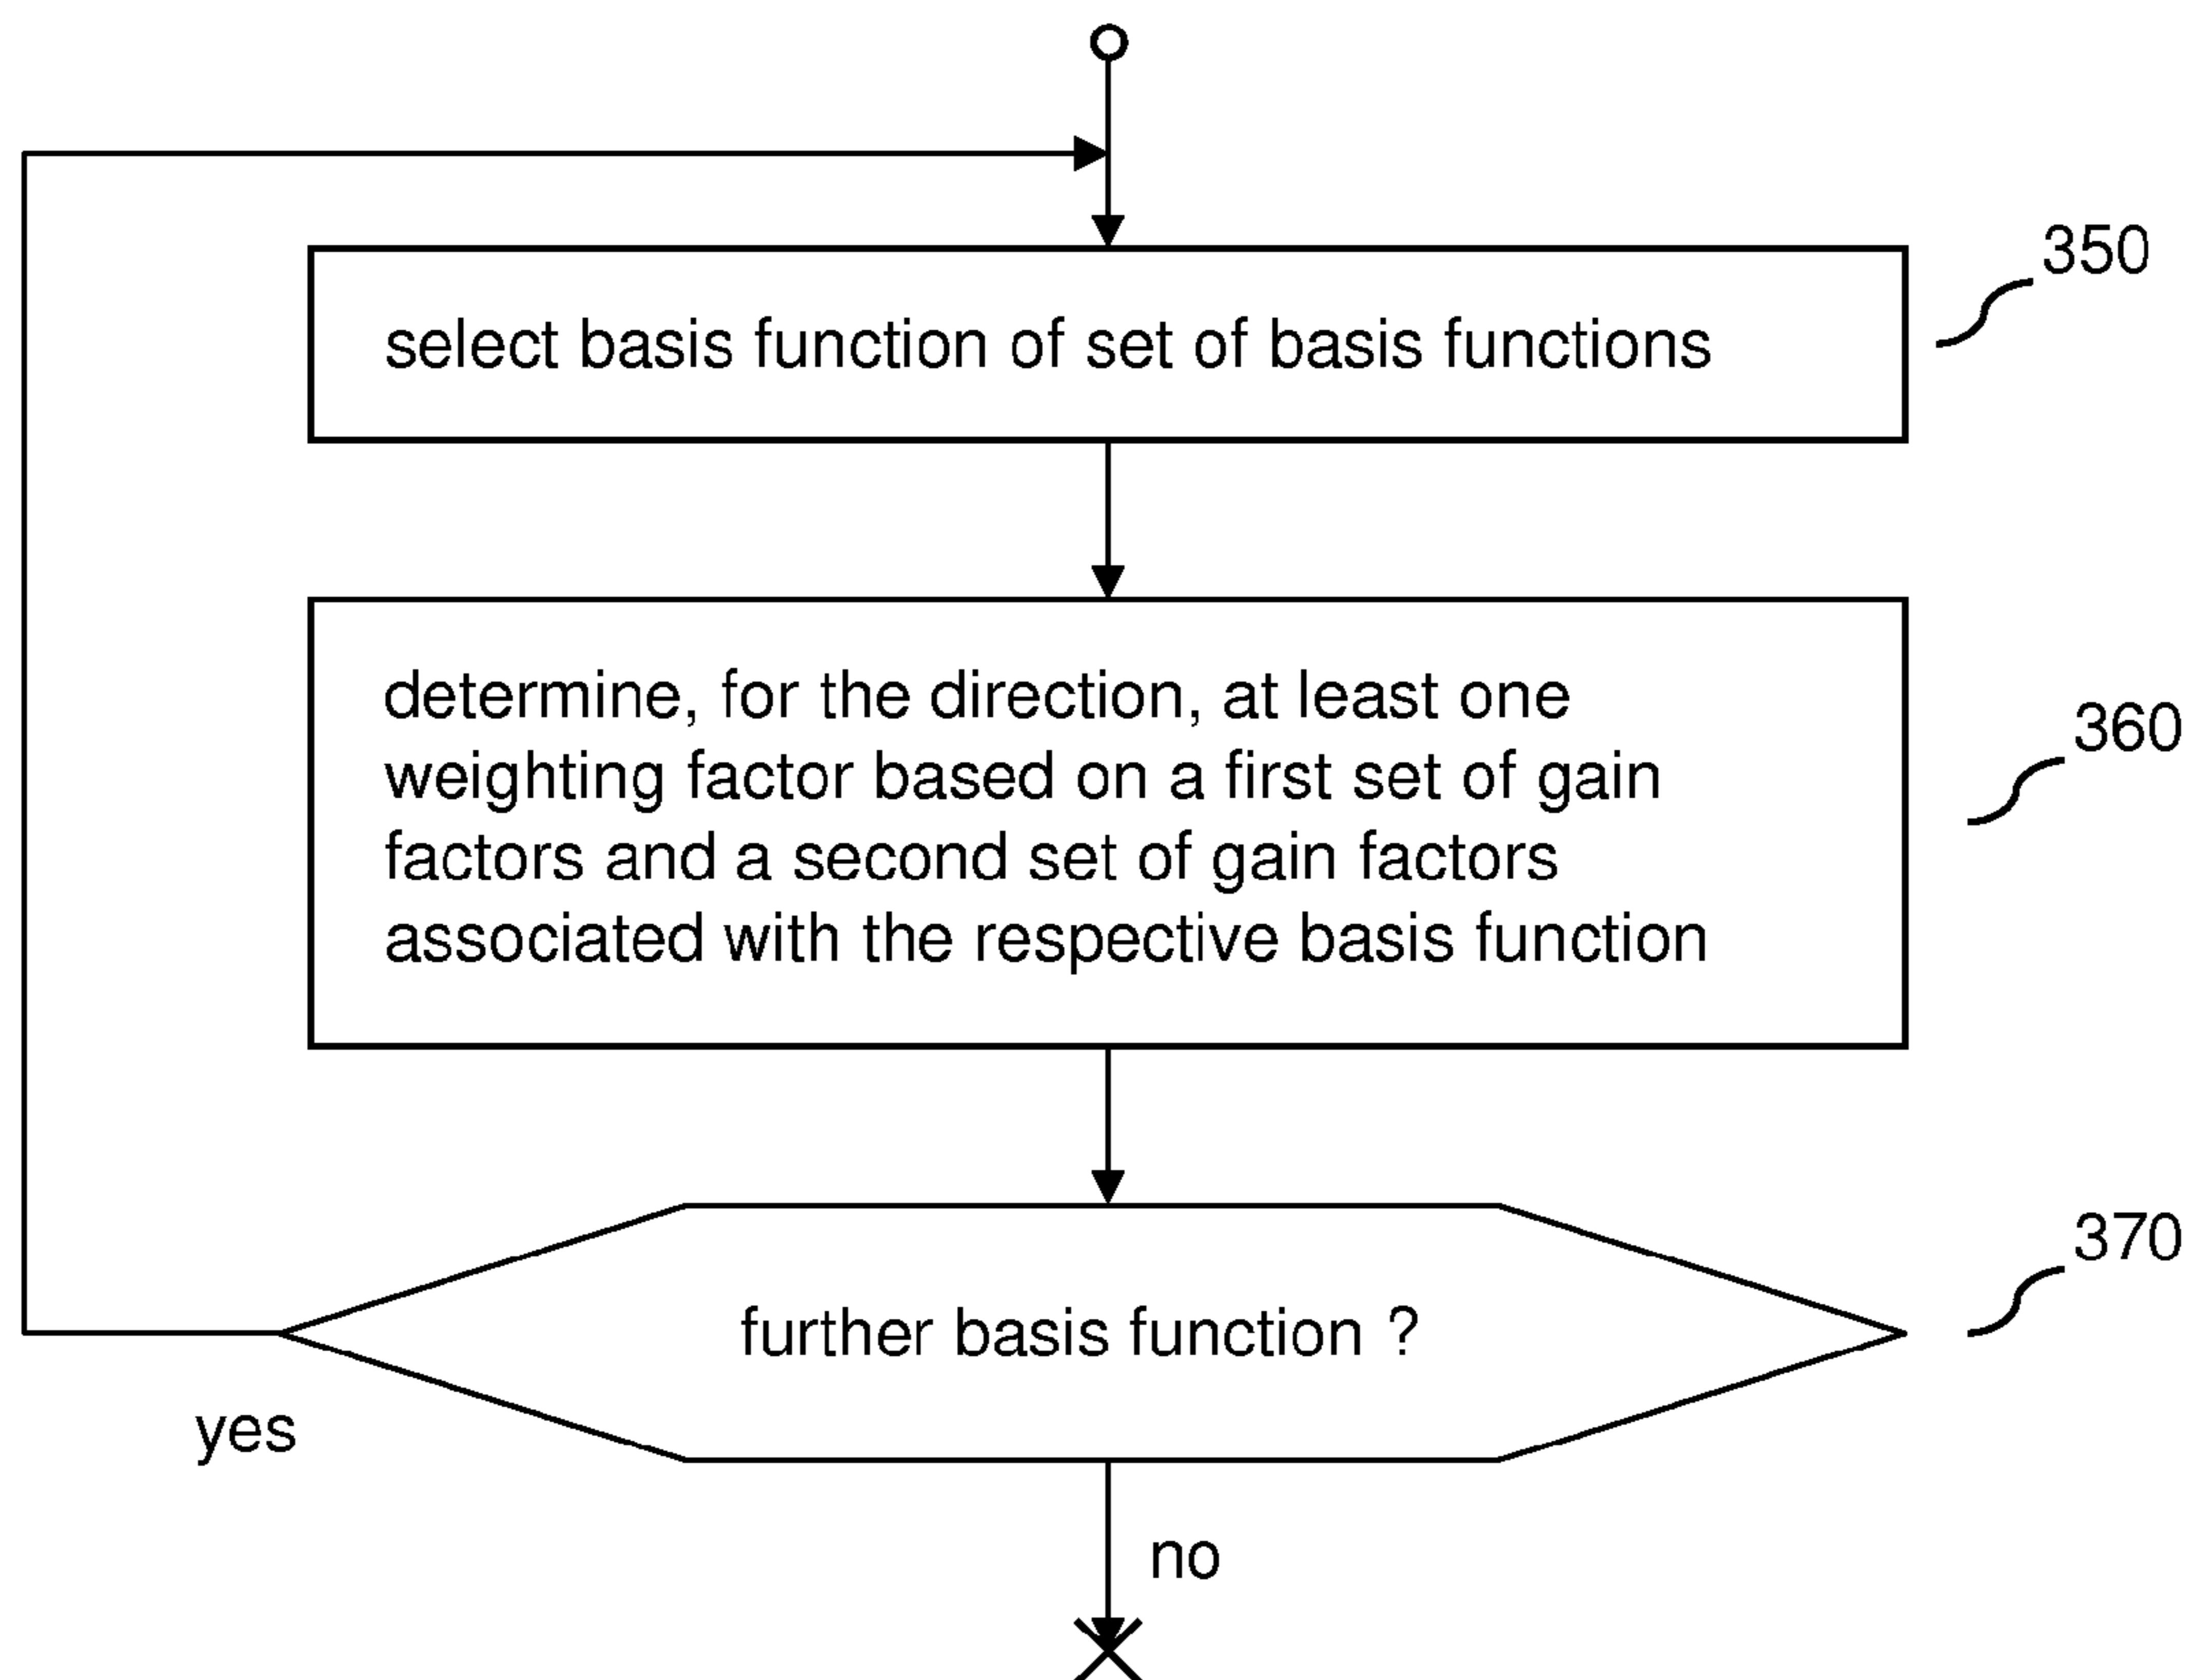 350
select basis function of set of basis functions
360
determine, for the direction, at least one
weighting factor based on a first set of gain
factors and a second set of gain factors
associated with the respective basis function
370
further basis function ?
yes
no